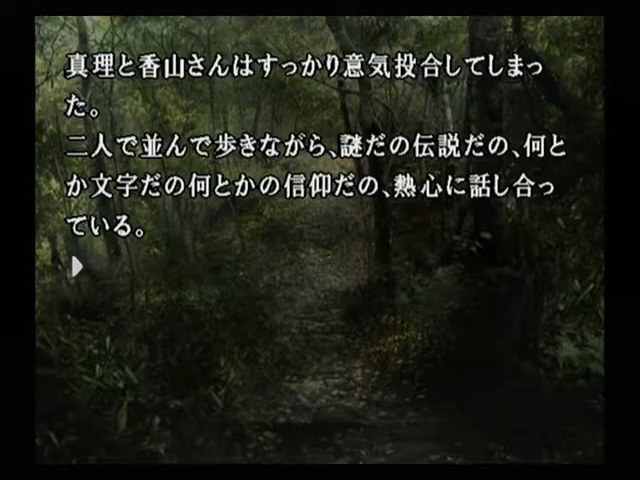 真理と香山さんはすっかり意気投合してしまっ
た。
二人で並んで歩きながら、謎だの伝説だの、何と
か文字だの何とかの信仰だの、熱心に話し合っ
ている。